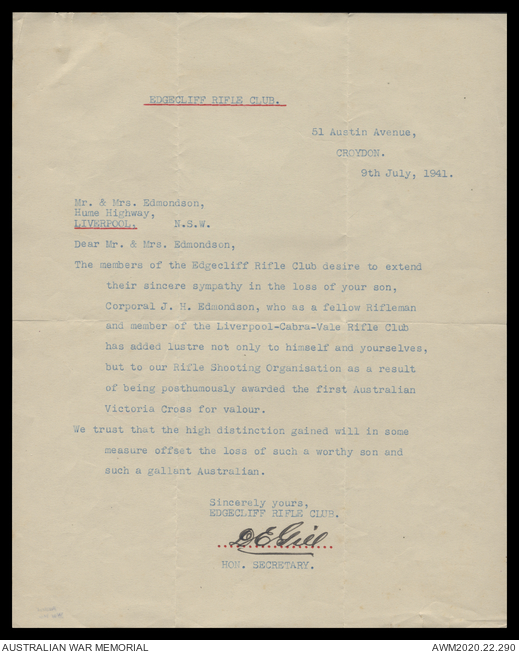 EDGECLIFF RIFLE CLUB.
51 Austin Avenue,
CROYDON.
9th July, 1941.
Mr. & Mrs. Edmondson,
Hume Highway,
LIVERPOOL. N.S.W.
Dear Mr. & Mrs. Edmondson,
The members of the Edgecliff Rifle Club desire to extend
their sincere sympathy in the loss of your son,
Corporal J. H. Edmondson, who as a fellow Rifleman
and member of the Liverpool-Cabra-Vale Rifle Club
has added lustre not only to himself and yourselves,
but to our Rifle Shooting Organisation as a result
of being posthumously awarded the first Australian
Victoria Cross for valour.
We trust that the high distinction gained will in some
measure offset the loss of such a worthy son and
such a gallant Australian.
Sincerely yours,
EDGECLIFF RIFLE CLUB.
D.E. Gill
HON. SECRETARY.
AUSTRALIAN WAR MEMORIAL AWM2020.22.290